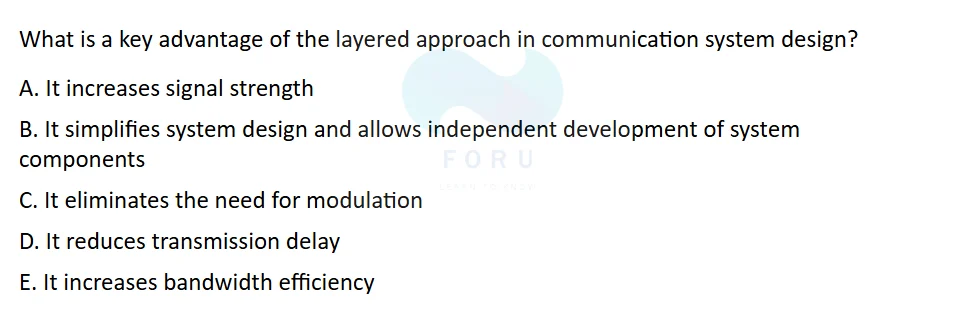 What is a key advantage of the layered approach in communication system design?
A. It increases signal strength
B. It simplifies system design and allows independent development of system
components
FORU
C. It eliminates the need for modulation
D. It reduces transmission delay
E. It increases bandwidth efficiency